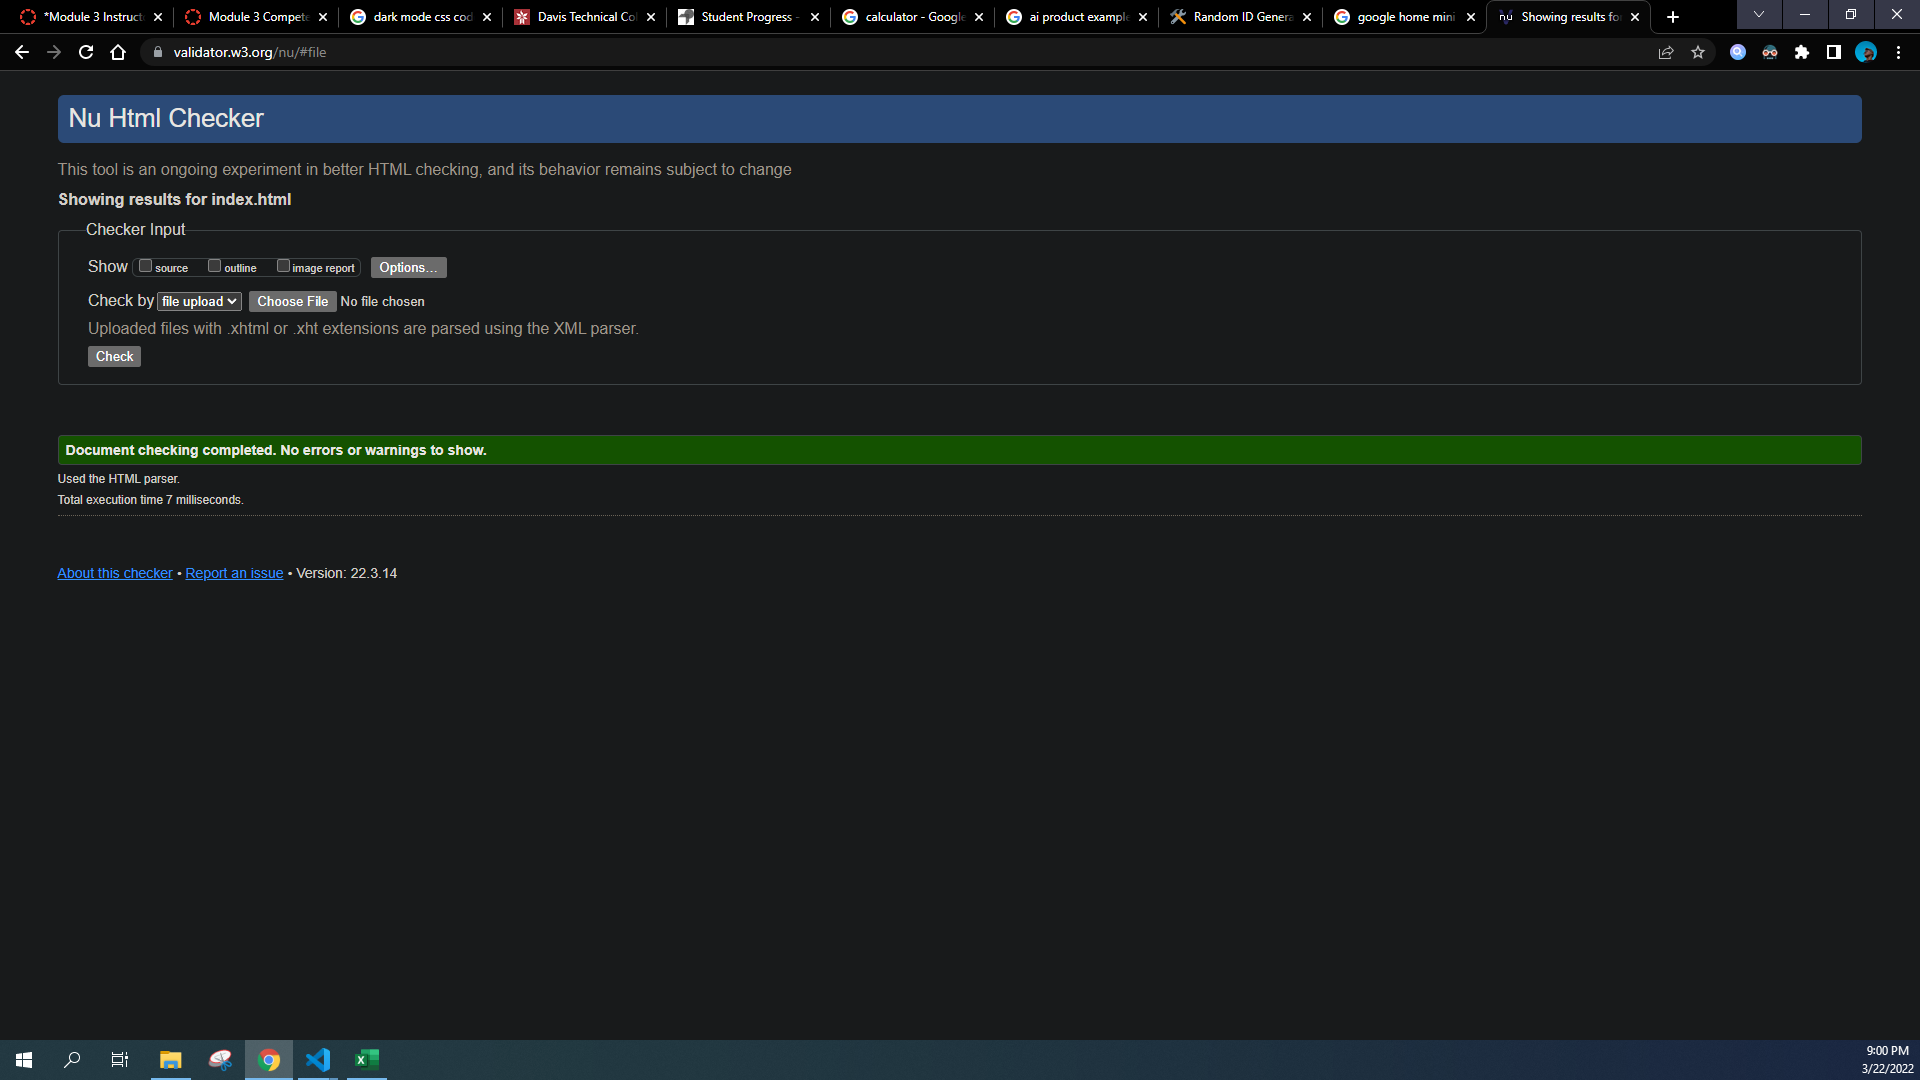 *Module 3 Instruct
Module 3 Compete
dark mode css cod
Davis Technical Col
Student Progress -
calculator - Google
ai product example
Random ID Genera
google home mini
Showing results fo
validator.w3.org/nu/#file
Nu Html Checker
This tool is an ongoing experiment in better HTML checking, and its behavior remains subject to change
Showing results for index.html
Checker Input
Show source outline image report Options...
Check by file upload Choose File No file chosen
Uploaded files with .xhtml or .xht extensions are parsed using the XML parser.
Check
Document checking completed. No errors or warnings to show.
Used the HTML parser.
Total execution time 7 milliseconds.
About this checker • Report an issue • Version: 22.3.14
9:00 PM
3/22/2022